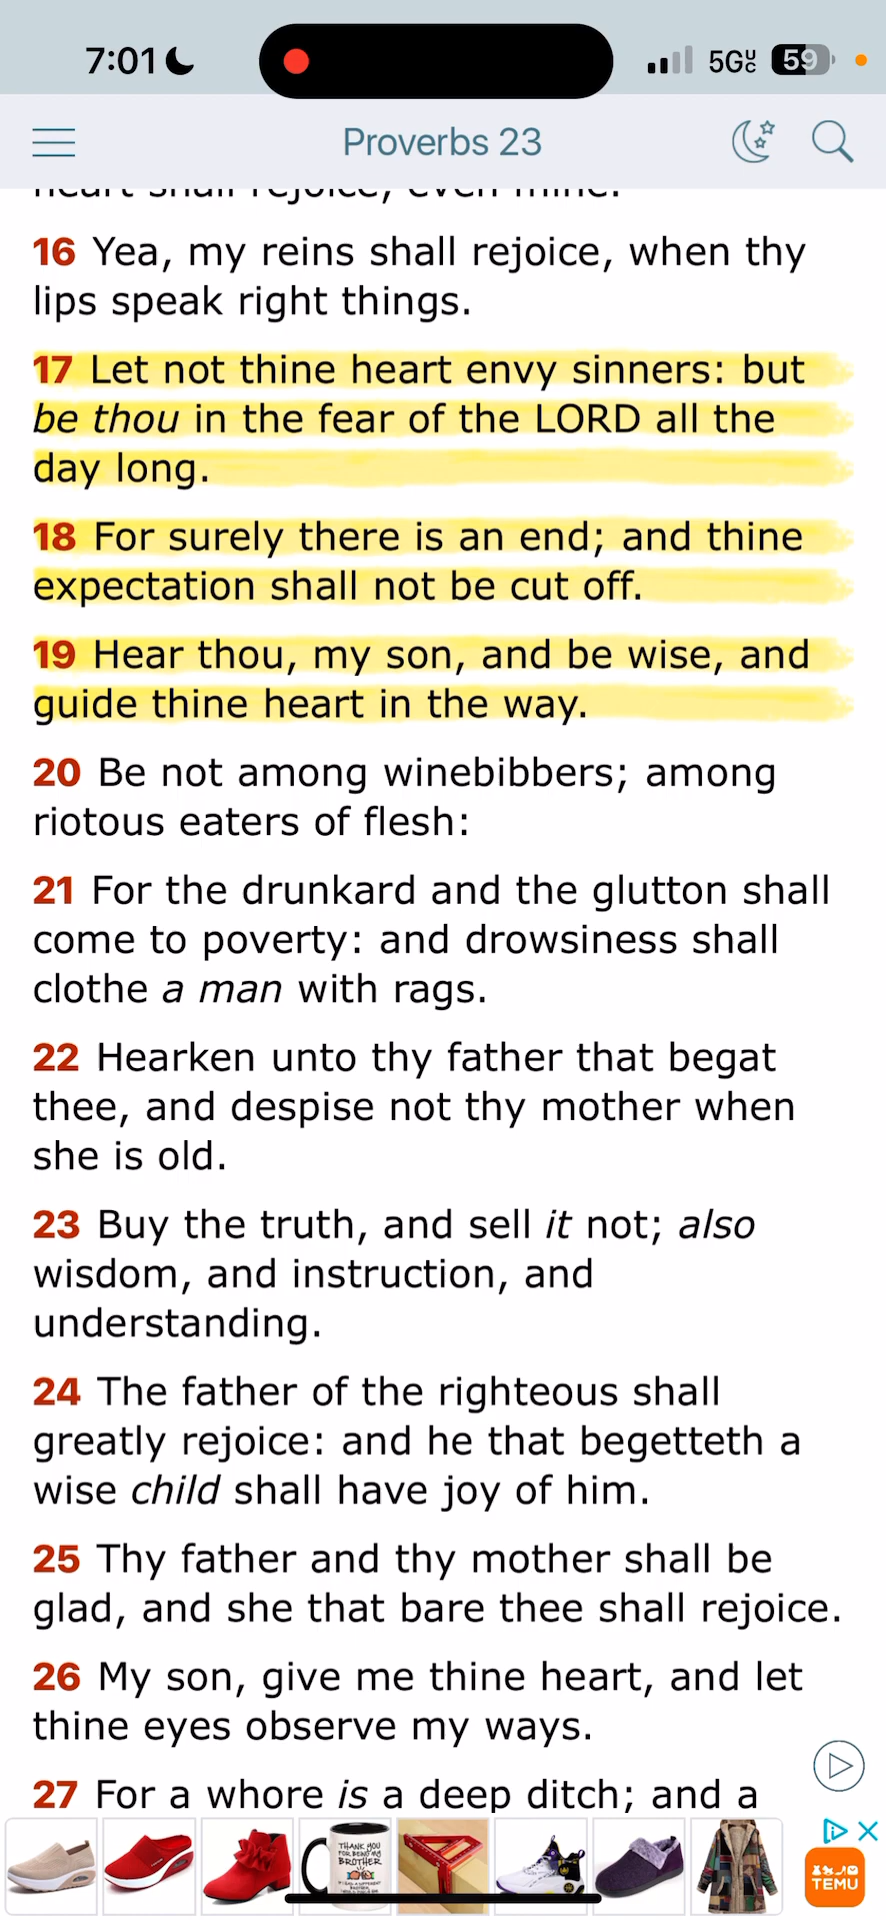 7:01
5G
59
Proverbs 23
heart shall rejoice, even mine.
16 Yea, my reins shall rejoice, when thy
lips speak right things.
17 Let not thine heart envy sinners: but
be thou in the fear of the LORD all the
day long.
18 For surely there is an end; and thine
expectation shall not be cut off.
19 Hear thou, my son, and be wise, and
guide thine heart in the way.
20 Be not among winebibbers; among
riotous eaters of flesh:
21 For the drunkard and the glutton shall
come to poverty: and drowsiness shall
clothe a man with rags.
22 Hearken unto thy father that begat
thee, and despise not thy mother when
she is old.
23 Buy the truth, and sell it not; also
wisdom, and instruction, and
understanding.
24 The father of the righteous shall
greatly rejoice: and he that begetteth a
wise child shall have joy of him.
25 Thy father and thy mother shall be
glad, and she that bare thee shall rejoice.
26 My son, give me thine heart, and let
thine eyes observe my ways.
27 For a whore is a deep ditch; and a
THANK YOU
FOR BEING MY
BROTHER
TEMU